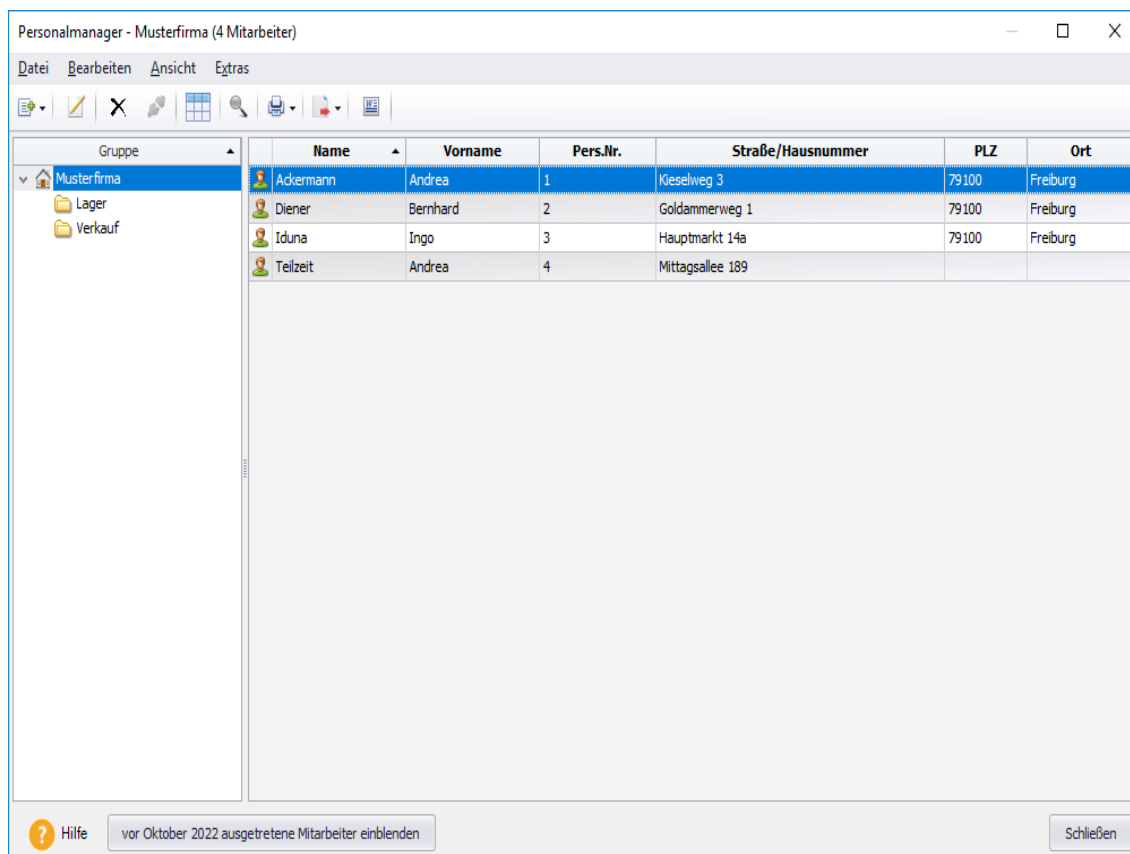 Personalmanager - Musterfirma (4 Mitarbeiter)
Datei Bearbeiten Ansicht Extras
Gruppe Name Vorname Pers.Nr. Straße/Hausnummer PLZ Ort
Musterfirma Ackermann Andrea 1 Kieselweg 3 79100 Freiburg
Lager Diener Bernhard 2 Goldammerweg 1 79100 Freiburg
Verkauf Iduna Ingo 3 Hauptmarkt 14a 79100 Freiburg
Teilzeit Andrea 4 Mittagsallee 189
? Hilfe vor Oktober 2022 ausgetretene Mitarbeiter einblenden Schließen